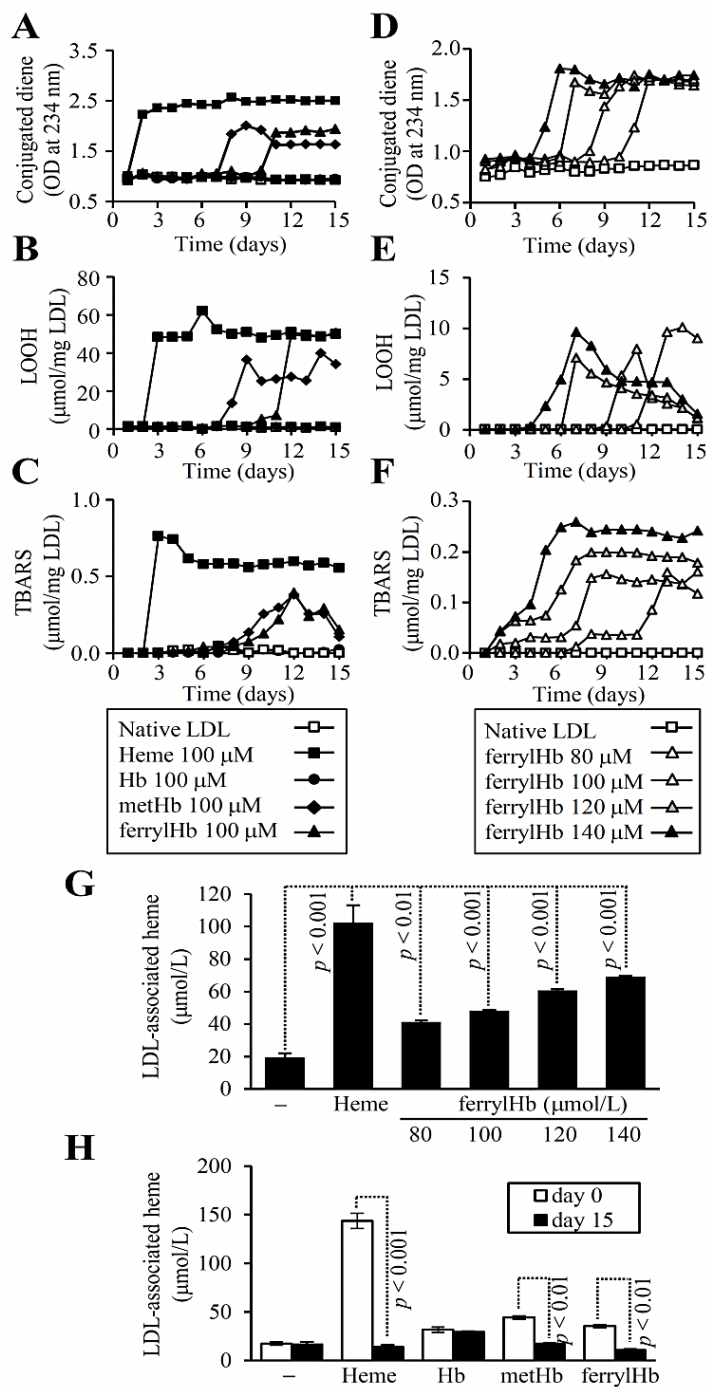 A
Conjugated diene
(OD at 234 nm)
3.5
2.5
1.5
0.5
0 3 6 9 12 15
Time (days)
D
Conjugated diene
(OD at 234 nm)
2.0
1.5
1.0
0.5
0 3 6 9 12 15
Time (days)
B
LOOH
(µmol/mg LDL)
80
60
40
20
0
0 3 6 9 12 15
Time (days)
E
LOOH
(µmol/mg LDL)
15
10
5
0
0 3 6 9 12 15
Time (days)
C
TBARS
(µmol/mg LDL)
1.0
0.5
0.0
0 3 6 9 12 15
Time (days)
F
TBARS
(µmol/mg LDL)
0.3
0.2
0.1
0.0
0 3 6 9 12 15
Time (days)
Native LDL
Heme 100 µM
Hb 100 µM
metHb 100 µM
ferrylHb 100 µM
Native LDL
ferrylHb 80 µM
ferrylHb 100 µM
ferrylHb 120 µM
ferrylHb 140 µM
G
LDL-associated heme
(µmol/L)
120
100
80
60
40
20
0
p < 0.001
p < 0.01
p < 0.001
p < 0.001
p < 0.001
– Heme ferrylHb (µmol/L)
80 100 120 140
H
LDL-associated heme
(µmol/L)
200
150
100
50
0
day 0
day 15
p < 0.001
p < 0.01
p < 0.01
– Heme Hb metHb ferrylHb